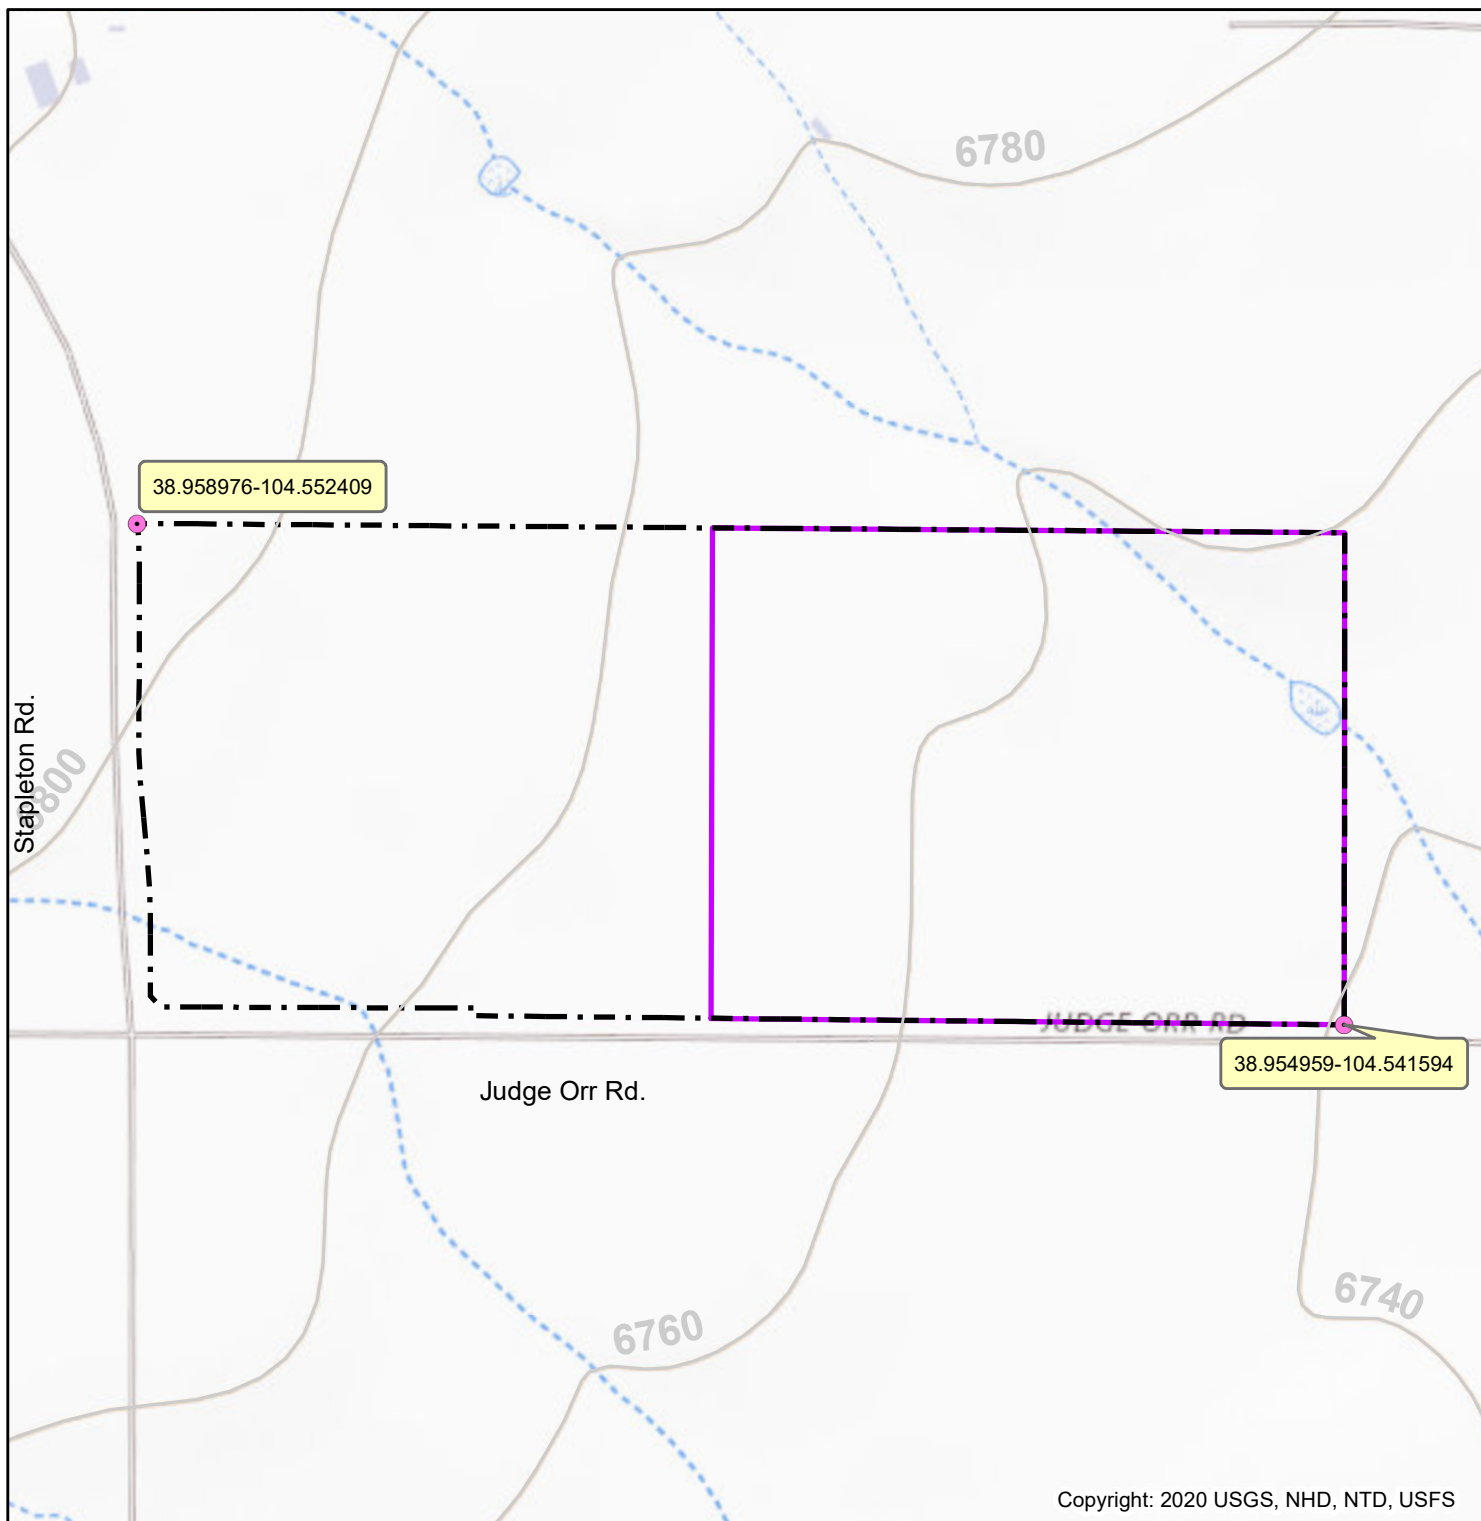 6780
38.958976-104.552409
Stapleton Rd.
6800
JUDGE ORR RD
38.954959-104.541594
Judge Orr Rd.
6740
6760
Copyright: 2020 USGS, NHD, NTD, USFS